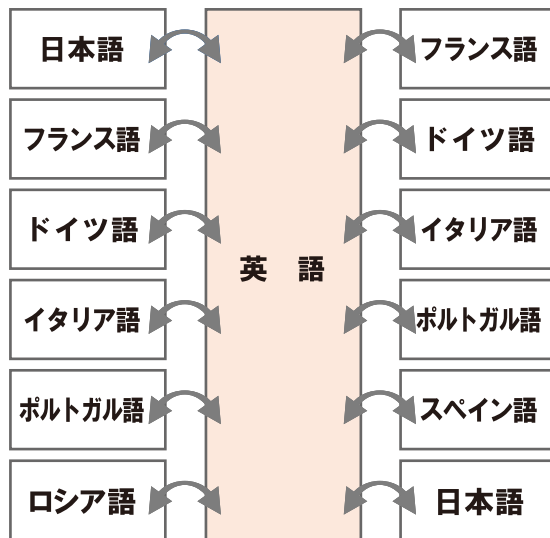 日本語
フランス語
ドイツ語
イタリア語
ポルトガル語
ロシア語
英　語
フランス語
ドイツ語
イタリア語
ポルトガル語
スペイン語
日本語